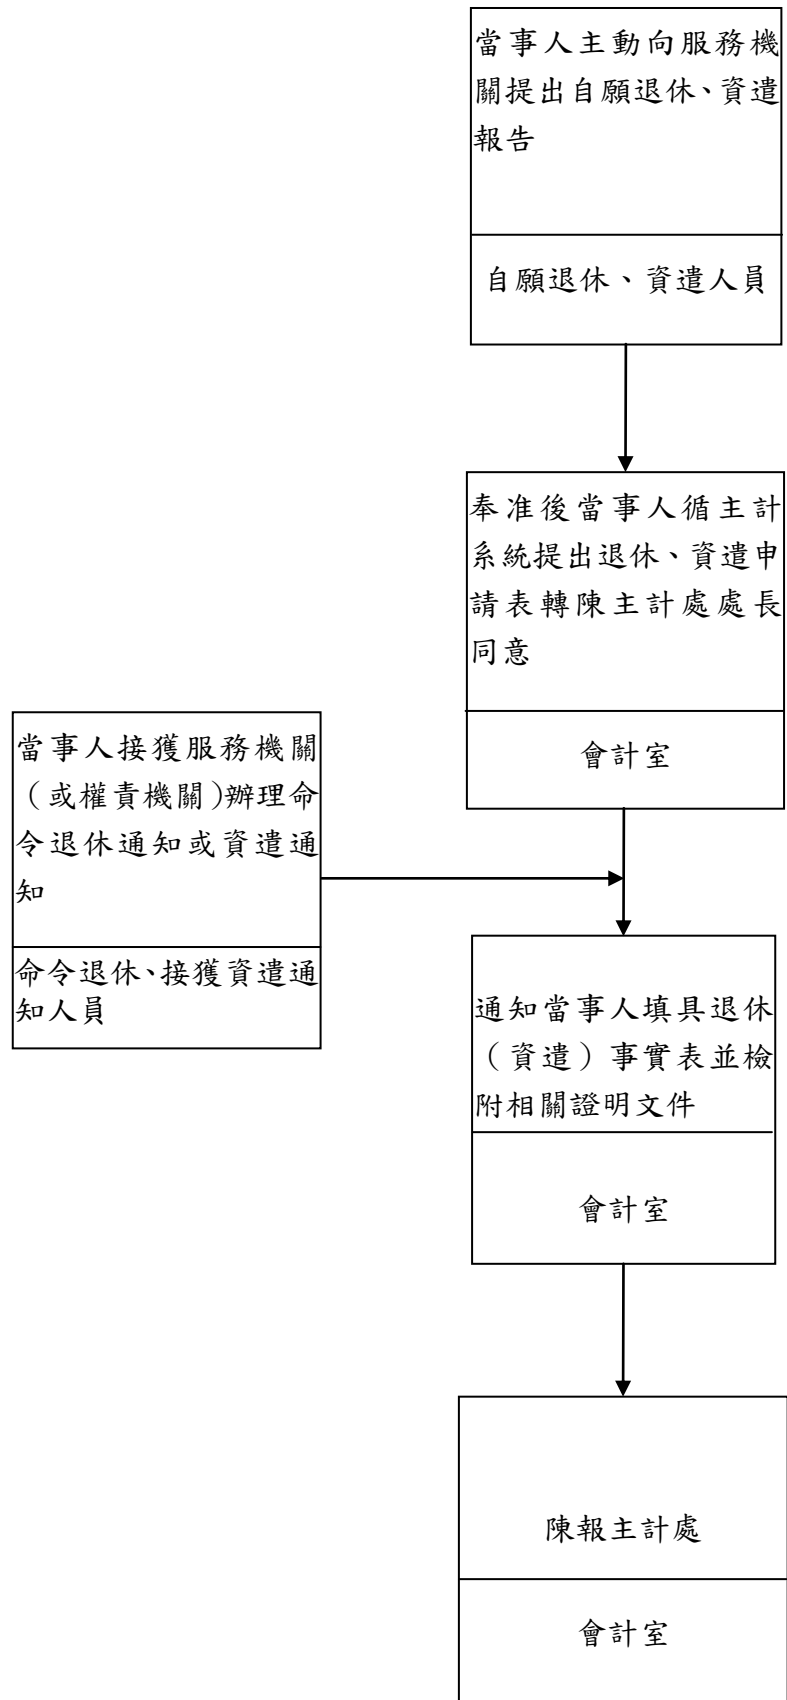 當事人主動向服務機
關提出自願退休、資遣
報告
自願退休、資遣人員
奉准後當事人循主計
系統提出退休、資遣申
請表轉陳主計處處長
同意
會計室
當事人接獲服務機關
（或權責機關）辦理命
令退休通知或資遣通
知
命令退休、接獲資遣通
知人員
通知當事人填具退休
（資遣）事實表並檢
附相關證明文件
會計室
陳報主計處
會計室